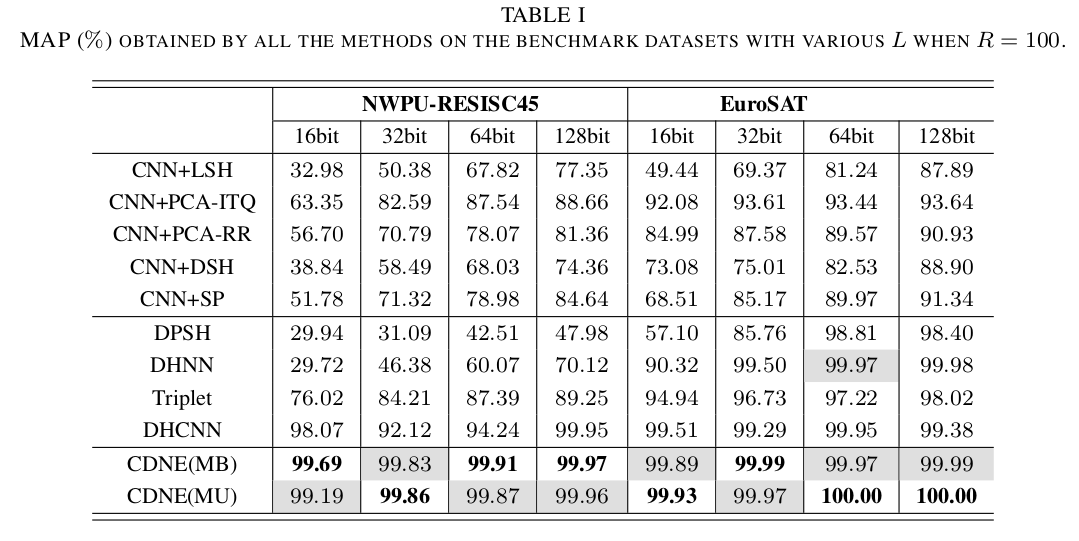 TABLE I
MAP (%) OBTAINED BY ALL THE METHODS ON THE BENCHMARK DATASETS WITH VARIOUS L WHEN R = 100.
NWPU-RESISC45 EuroSAT
16bit 32bit 64bit 128bit 16bit 32bit 64bit 128bit
CNN+LSH 32.98 50.38 67.82 77.35 49.44 69.37 81.24 87.89
CNN+PCA-ITQ 63.35 82.59 87.54 88.66 92.08 93.61 93.44 93.64
CNN+PCA-RR 56.70 70.79 78.07 81.36 84.99 87.58 89.57 90.93
CNN+DSH 38.84 58.49 68.03 74.36 73.08 75.01 82.53 88.90
CNN+SP 51.78 71.32 78.98 84.64 68.51 85.17 89.97 91.34
DPSH 29.94 31.09 42.51 47.98 57.10 85.76 98.81 98.40
DHNN 29.72 46.38 60.07 70.12 90.32 99.50 99.97 99.98
Triplet 76.02 84.21 87.39 89.25 94.94 96.73 97.22 98.02
DHCNN 98.07 92.12 94.24 99.95 99.51 99.29 99.95 99.38
CDNE(MB) 99.69 99.83 99.91 99.97 99.89 99.99 99.97 99.99
CDNE(MU) 99.19 99.86 99.87 99.96 99.93 99.97 100.00 100.00